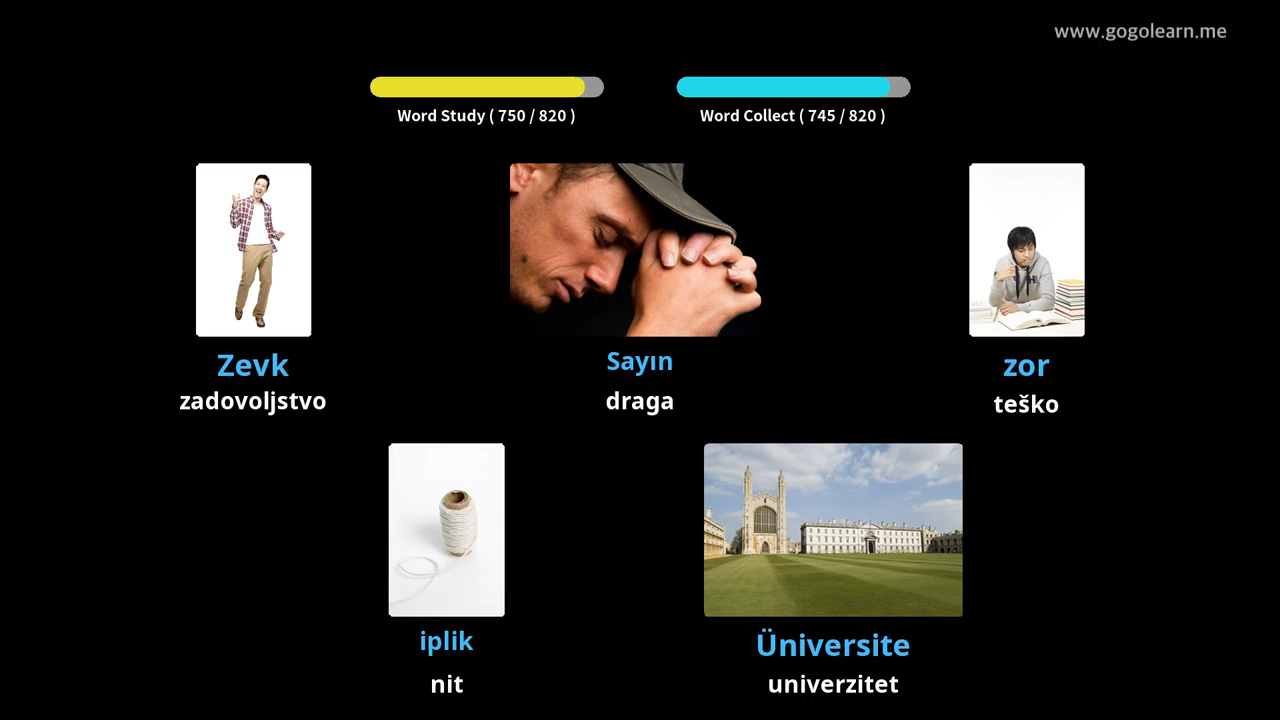 www.gogolearn.me
Word Study ( 750 / 820 )
Word Collect ( 745 / 820 )
Zevk
zadovoljstvo
Sayın
draga
zor
teško
iplik
nit
Üniversite
univerzitet